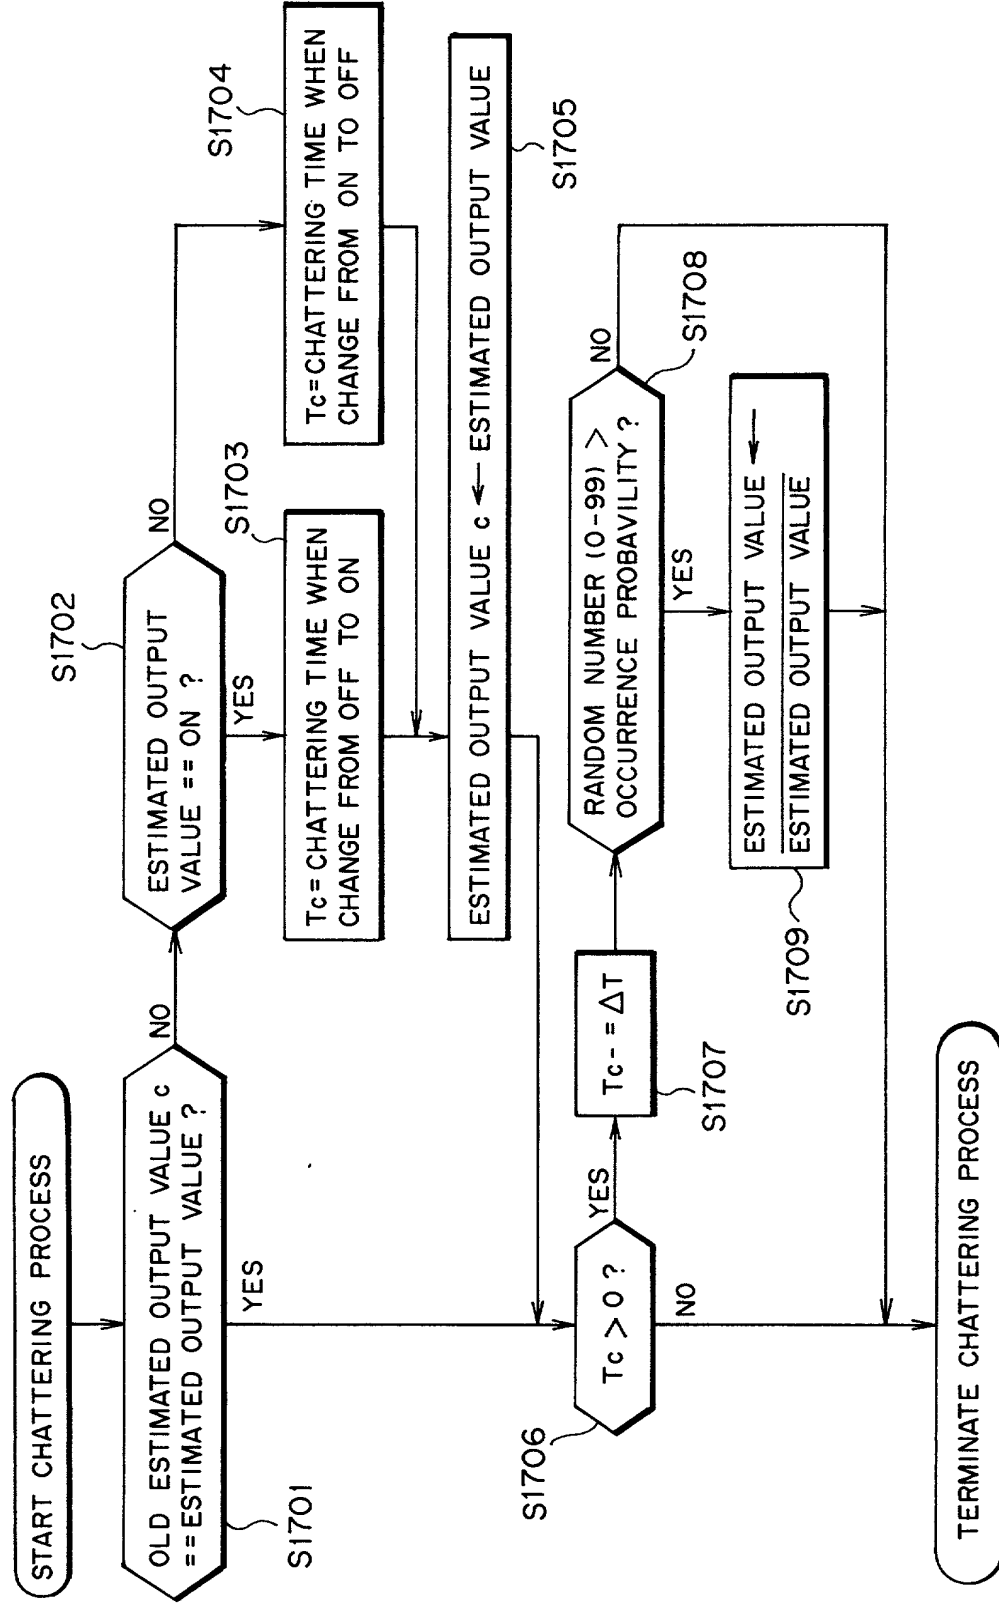 START CHATTERING PROCESS
OLD ESTIMATED OUTPUT VALUE c
==ESTIMATED OUTPUT VALUE ?
S1701
YES
NO
ESTIMATED OUTPUT
VALUE == ON ?
S1702
YES
NO
Tc=CHATTERING TIME WHEN
CHANGE FROM OFF TO ON
S1703
Tc=CHATTERING TIME WHEN
CHANGE FROM ON TO OFF
S1704
ESTIMATED OUTPUT VALUE c ← ESTIMATED OUTPUT VALUE
S1705
Tc > 0 ?
S1706
YES
NO
Tc- = ΔT
S1707
RANDOM NUMBER (0-99) >
OCCURRENCE PROBAVILITY ?
S1708
YES
NO
ESTIMATED OUTPUT VALUE ←
ESTIMATED OUTPUT VALUE
S1709
TERMINATE CHATTERING PROCESS